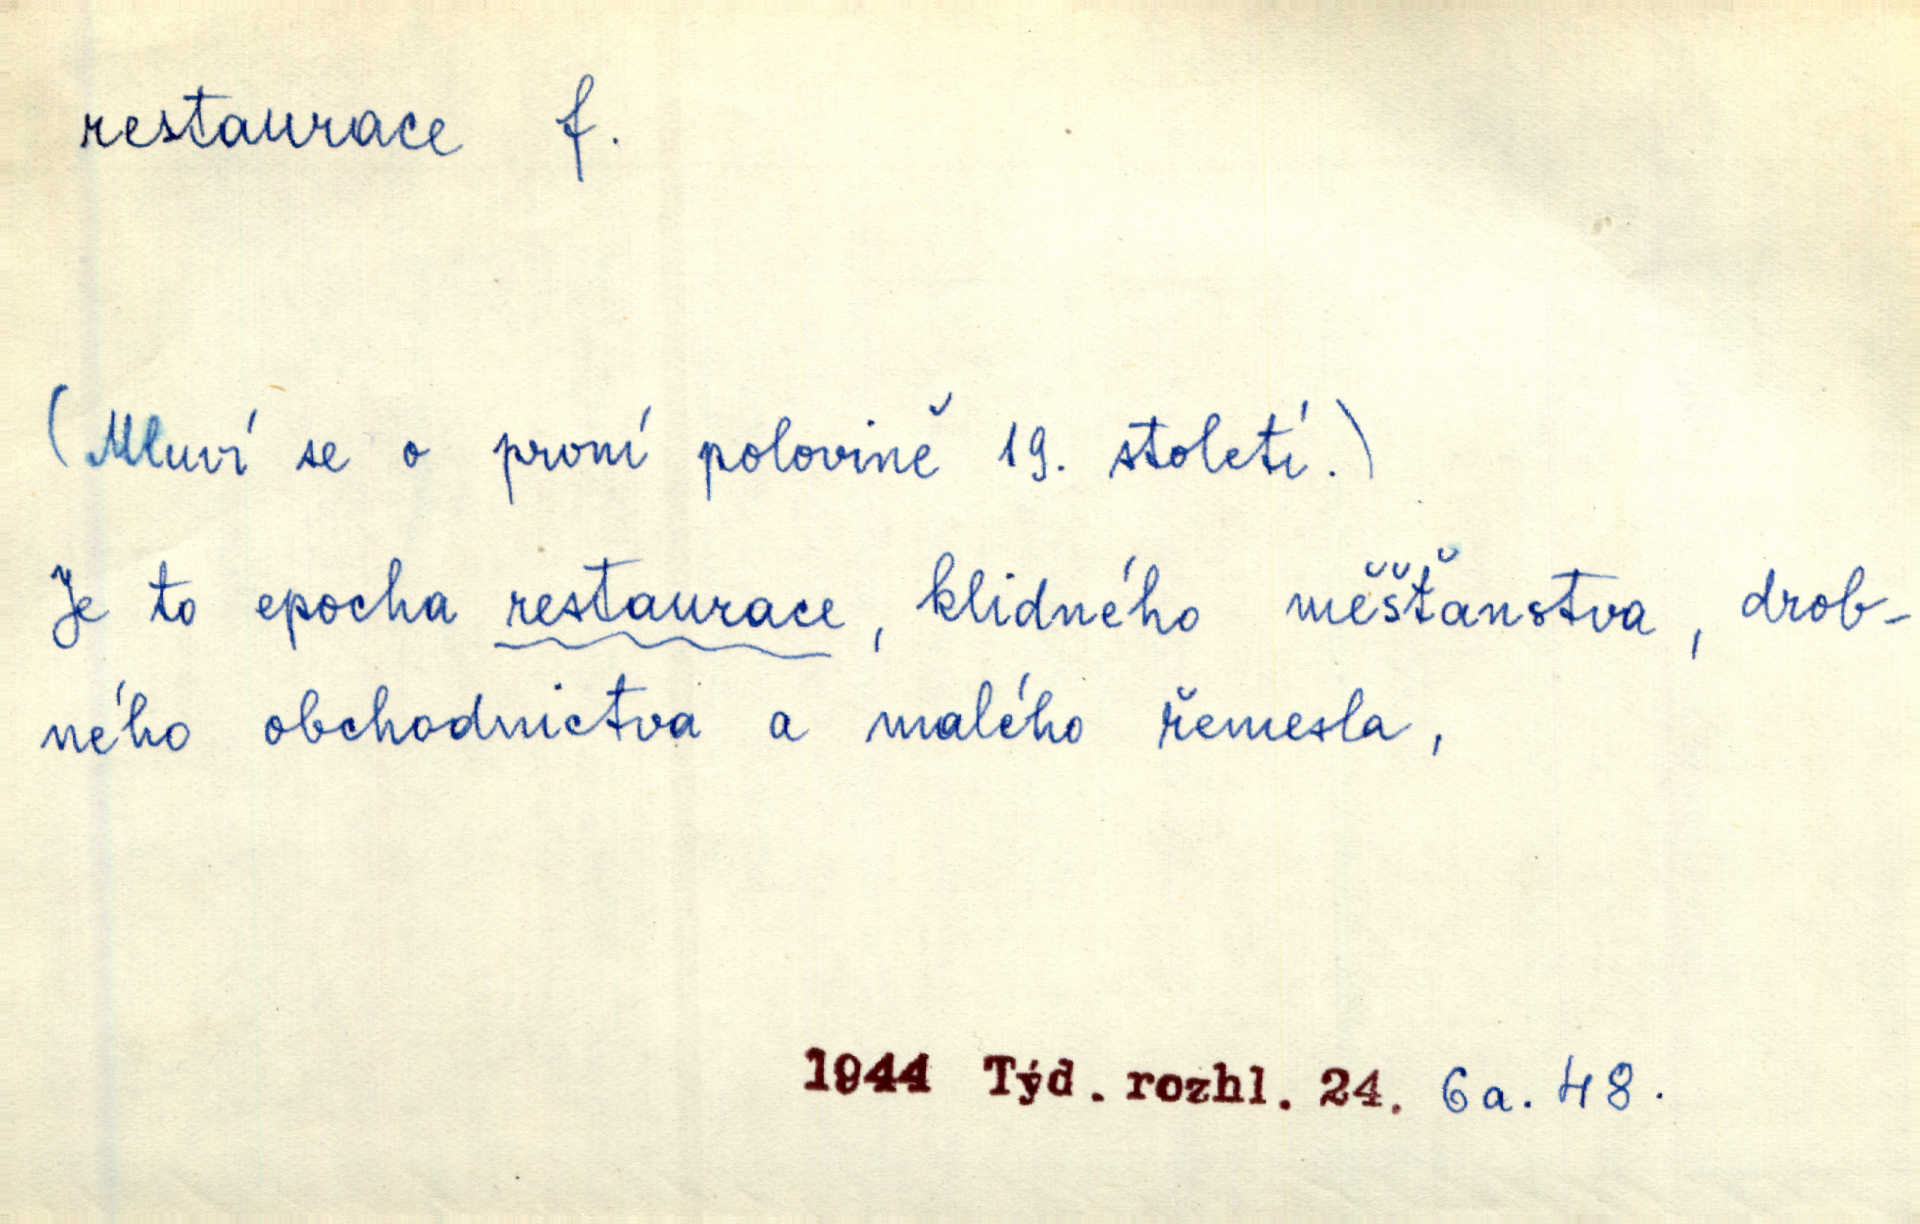 restaurace f.
(Mluví se o první polovině 19. století.)
Je to epocha restaurace, klidného měšťanstva, drob-
ného obchodnictva a malého řemesla,
1944 Týd. rozhl. 24. 6a. 48.